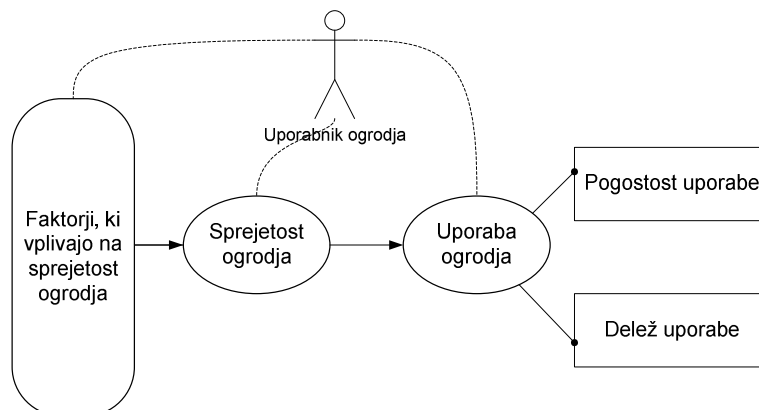 Uporabnik ogrodja
Faktorji, ki
vplivajo na
sprejetost
ogrodja
Sprejetost
ogrodja
Uporaba
ogrodja
Pogostost uporabe
Delež uporabe